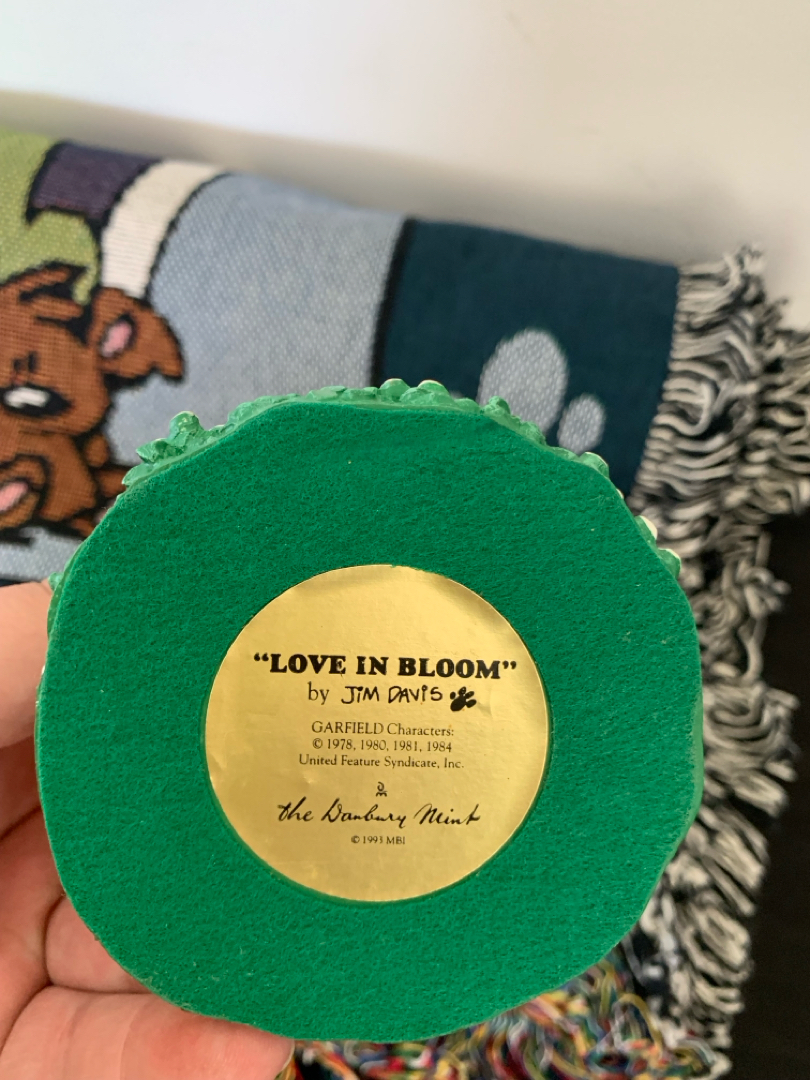 “LOVE IN BLOOM”
by JiM DAViS
GARFIELD Characters:
© 1978, 1980, 1981, 1984
United Feature Syndicate, Inc.
DM
the Danbury Mint
© 1993 MBI